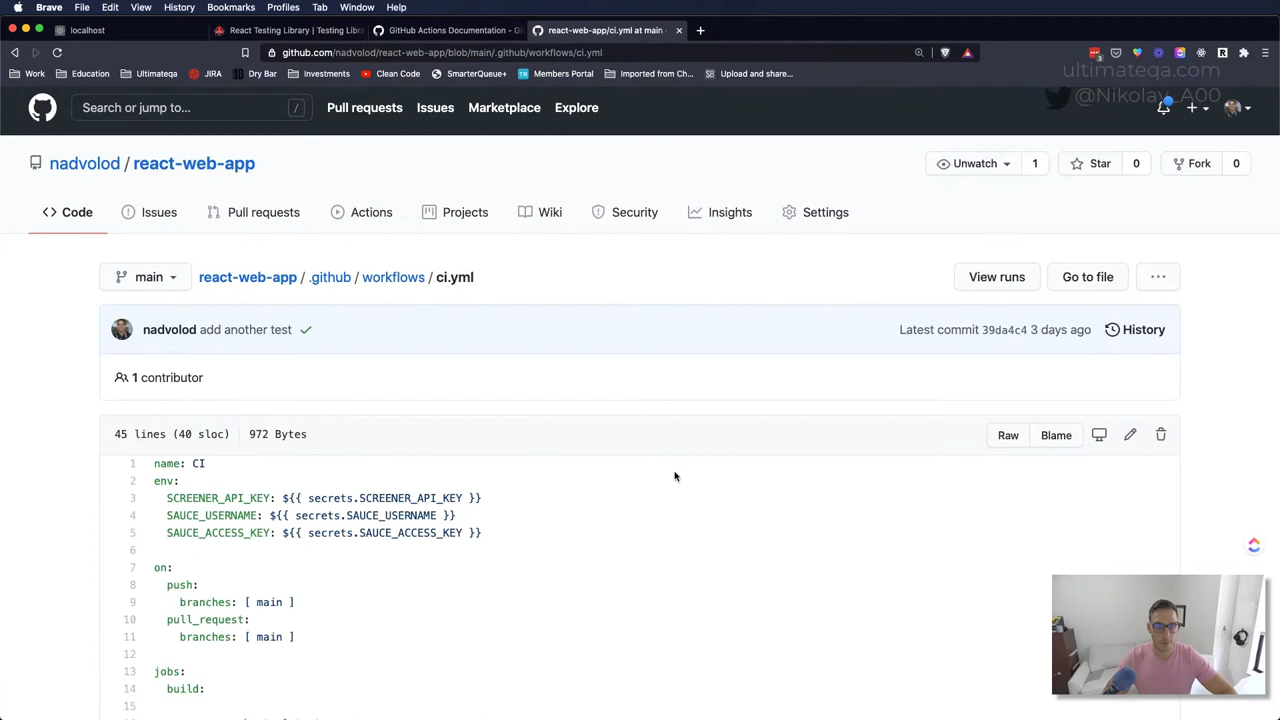 Brave File Edit View History Bookmarks Profiles Tab Window Help
localhost
React Testing Library | Testing Libr
GitHub Actions Documentation - G
react-web-app/ci.yml at main
github.com/nadvolod/react-web-app/blob/main/.github/workflows/ci.yml
Work Education Ultimateqa JIRA Dry Bar Investments Clean Code SmarterQueue+ Members Portal Imported from Ch... Upload and share...
ultimateqa.com
@Nikolay_A00
Search or jump to... /
Pull requests Issues Marketplace Explore
nadvolod / react-web-app
Unwatch 1 Star 0 Fork 0
Code Issues Pull requests Actions Projects Wiki Security Insights Settings
main
react-web-app / .github / workflows / ci.yml
View runs Go to file ...
nadvolod add another test
Latest commit 39da4c4 3 days ago History
1 contributor
45 lines (40 sloc) 972 Bytes
Raw Blame
1 name: CI
2 env:
3 SCREENER_API_KEY: ${{ secrets.SCREENER_API_KEY }}
4 SAUCE_USERNAME: ${{ secrets.SAUCE_USERNAME }}
5 SAUCE_ACCESS_KEY: ${{ secrets.SAUCE_ACCESS_KEY }}
6
7 on:
8 push:
9 branches: [ main ]
10 pull_request:
11 branches: [ main ]
12
13 jobs:
14 build:
15